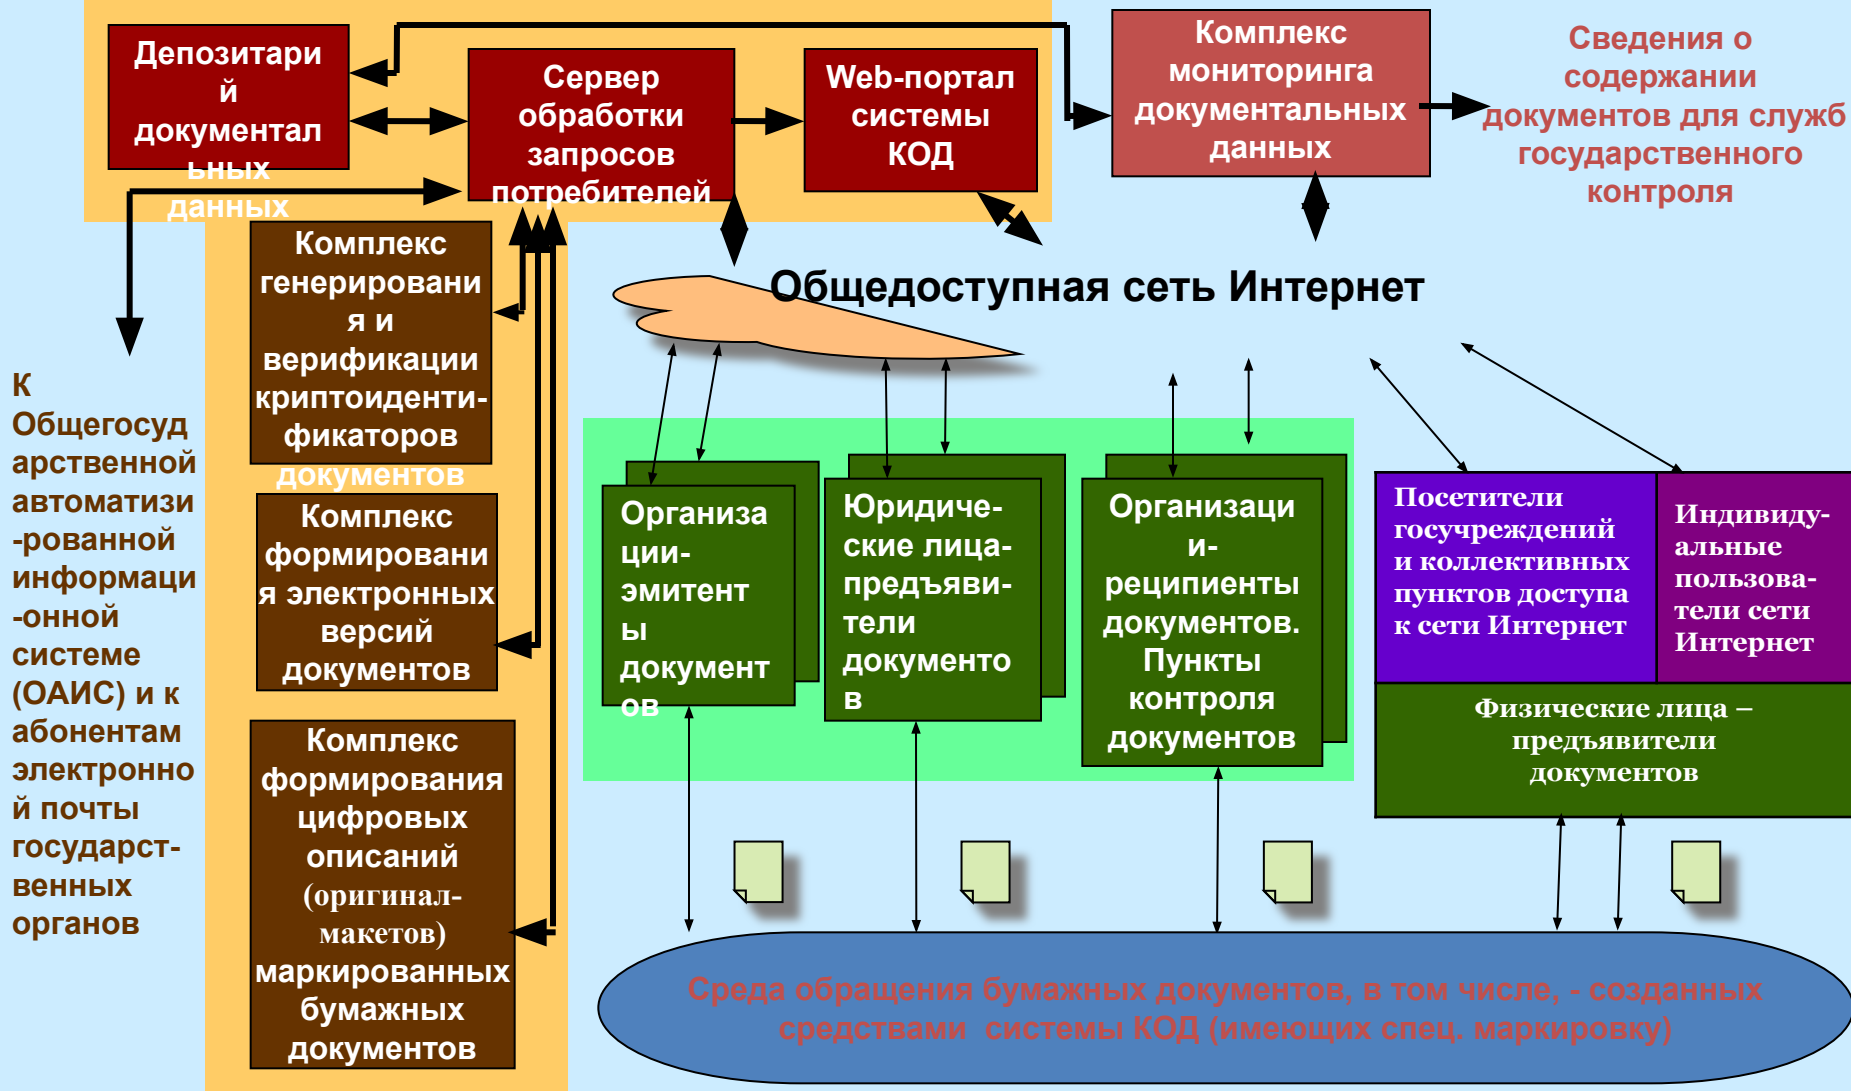 Депозитари
й
документал
ьных
данных
Сервер
обработки
запросов
потребителей
Web-портал
системы
КОД
Комплекс
мониторинга
документальных
данных
Сведения о
содержании
документов для служб
государственного
контроля
Общедоступная сеть Интернет
К
Общегосуд
арственной
автоматизи
-рованной
информаци
-онной
системе
(ОАИС) и к
абонентам
электронно
й почты
государст-
венных
органов
Комплекс
генерировани
я и
верификации
криптоиденти-
фикаторов
документов
Комплекс
формировани
я электронных
версий
документов
Комплекс
формирования
цифровых
описаний
(оригинал-
макетов)
маркированных
бумажных
документов
Организа
ции-
эмитент
ы
документ
ов
Юридиче-
ские лица-
предъяви-
тели
документо
в
Организаци
и-
реципиенты
документов.
Пункты
контроля
документов
Посетители
госучреждений
и коллективных
пунктов доступа
к сети Интернет
Индивиду-
альные
пользова-
тели сети
Интернет
Физические лица –
предъявители
документов
Среда обращения бумажных документов, в том числе, - созданных
средствами системы КОД (имеющих спец. маркировку)